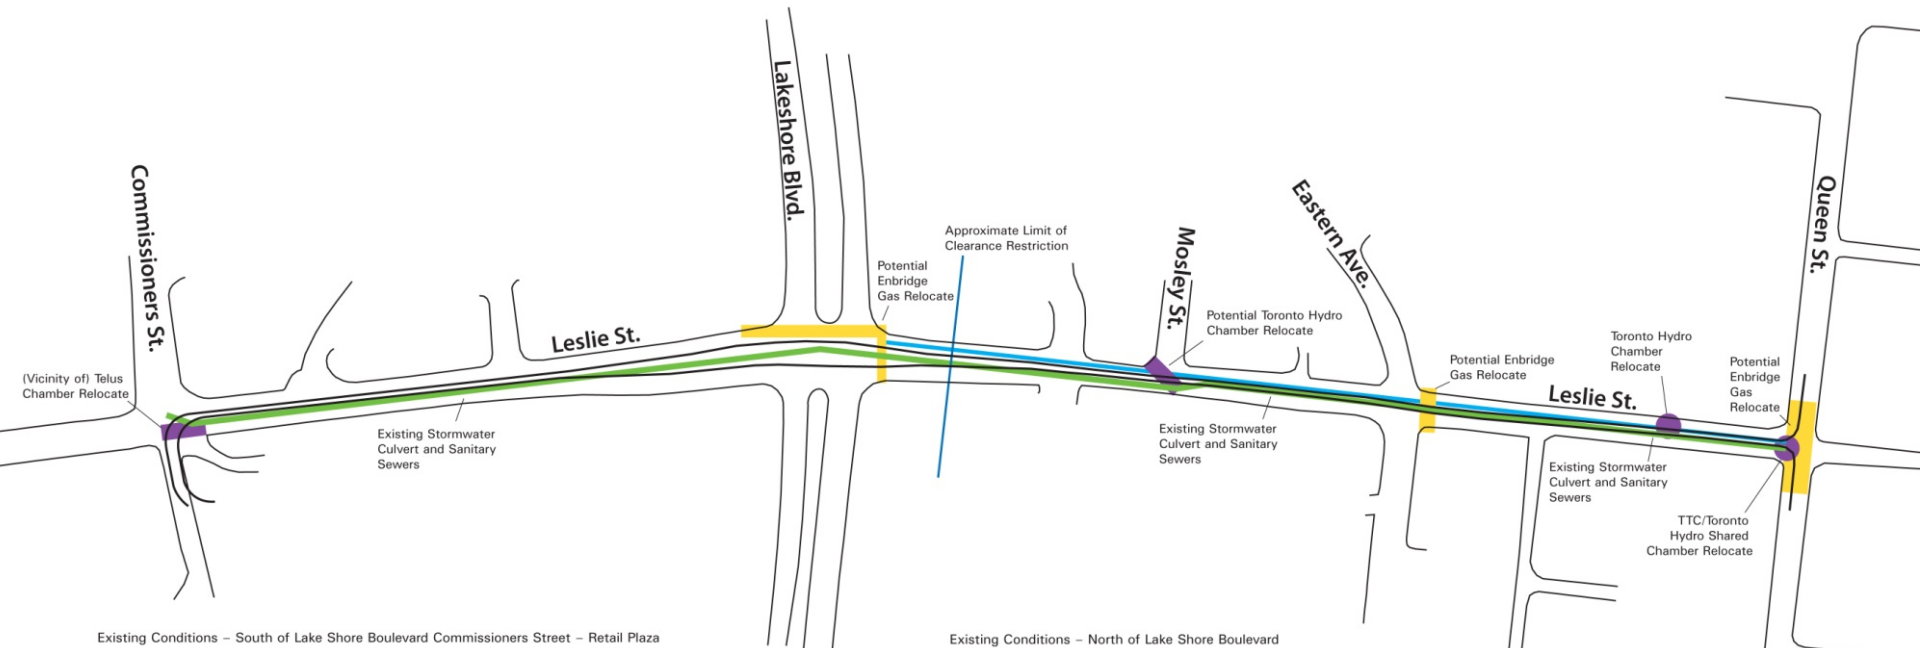 Commissioners St.
(Vicinity of) Telus
Chamber Relocate
Existing Stormwater
Culvert and Sanitary
Sewers
Leslie St.
Lakeshore Blvd.
Potential
Enbridge
Gas Relocate
Approximate Limit of
Clearance Restriction
Mosley St.
Potential Toronto Hydro
Chamber Relocate
Existing Stormwater
Culvert and Sanitary
Sewers
Eastern Ave.
Potential Enbridge
Gas Relocate
Leslie St.
Toronto Hydro
Chamber
Relocate
Existing Stormwater
Culvert and Sanitary
Sewers
Potential
Enbridge
Gas
Relocate
TTC/Toronto
Hydro Shared
Chamber Relocate
Queen St.
Existing Conditions – South of Lake Shore Boulevard Commissioners Street – Retail Plaza
Existing Conditions – North of Lake Shore Boulevard